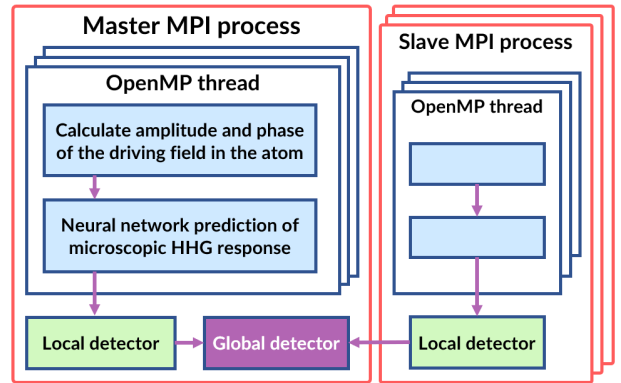 Master MPI process
OpenMP thread
Calculate amplitude and phase
of the driving field in the atom
Neural network prediction of
microscopic HHG response
Local detector
Global detector
Slave MPI process
OpenMP thread
Local detector